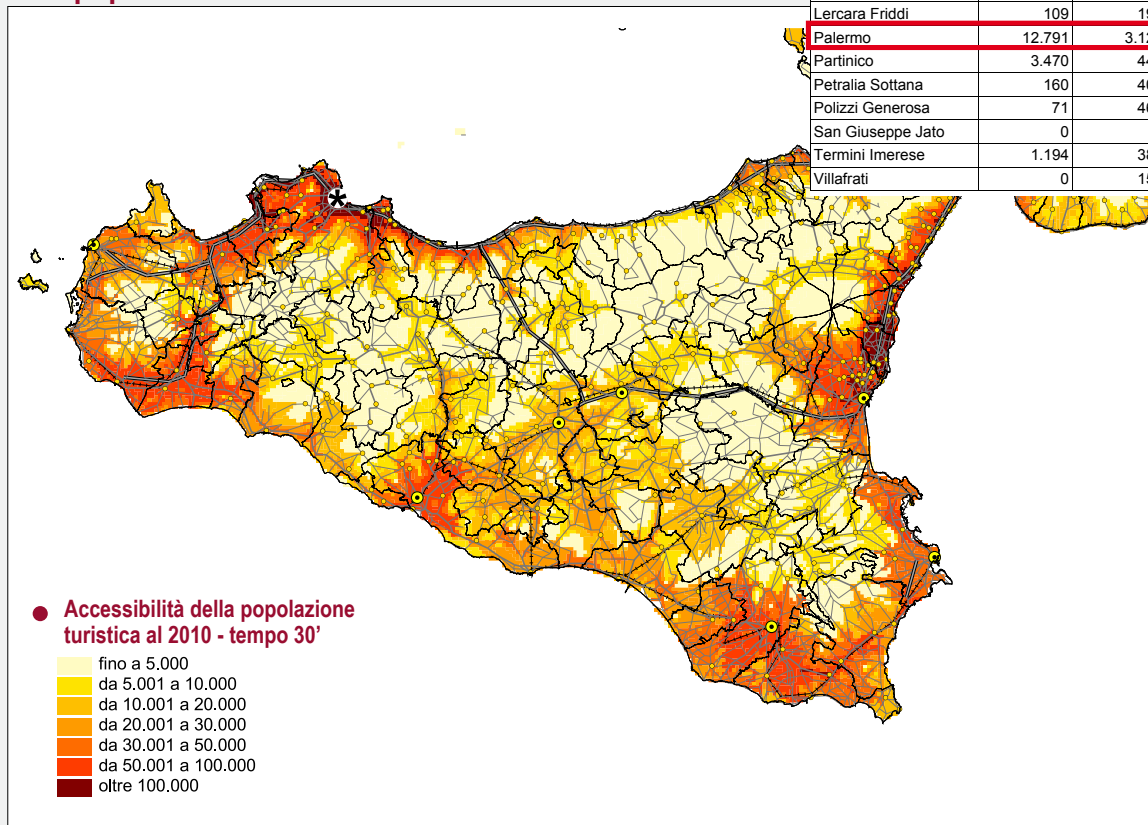 Lercara Friddi 109
Palermo 12.791
Partinico 3.470
Petralia Sottana 160
Polizzi Generosa 71
San Giuseppe Jato 0
Termini Imerese 1.194
Villafrati 0
*
● Accessibilità della popolazione
turistica al 2010 - tempo 30’
fino a 5.000
da 5.001 a 10.000
da 10.001 a 20.000
da 20.001 a 30.000
da 30.001 a 50.000
da 50.001 a 100.000
oltre 100.000